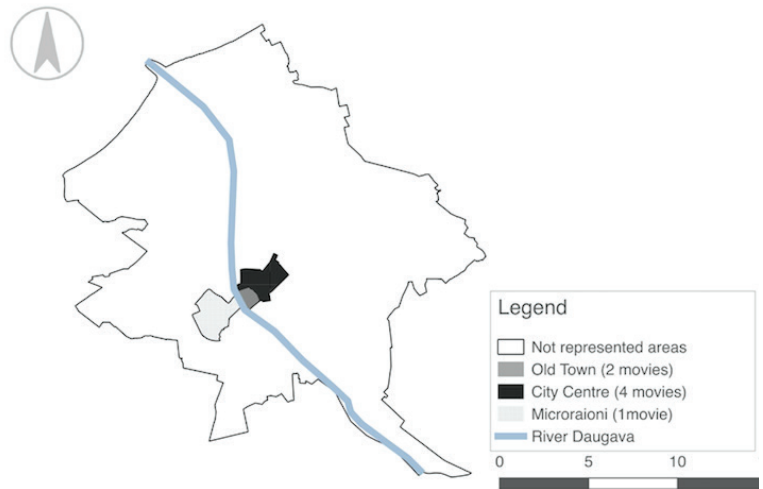 Legend
Not represented areas
Old Town (2 movies)
City Centre (4 movies)
Microraioni (1movie)
River Daugava
0 5 10